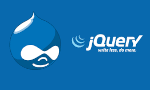 jQuery
write less, do more.